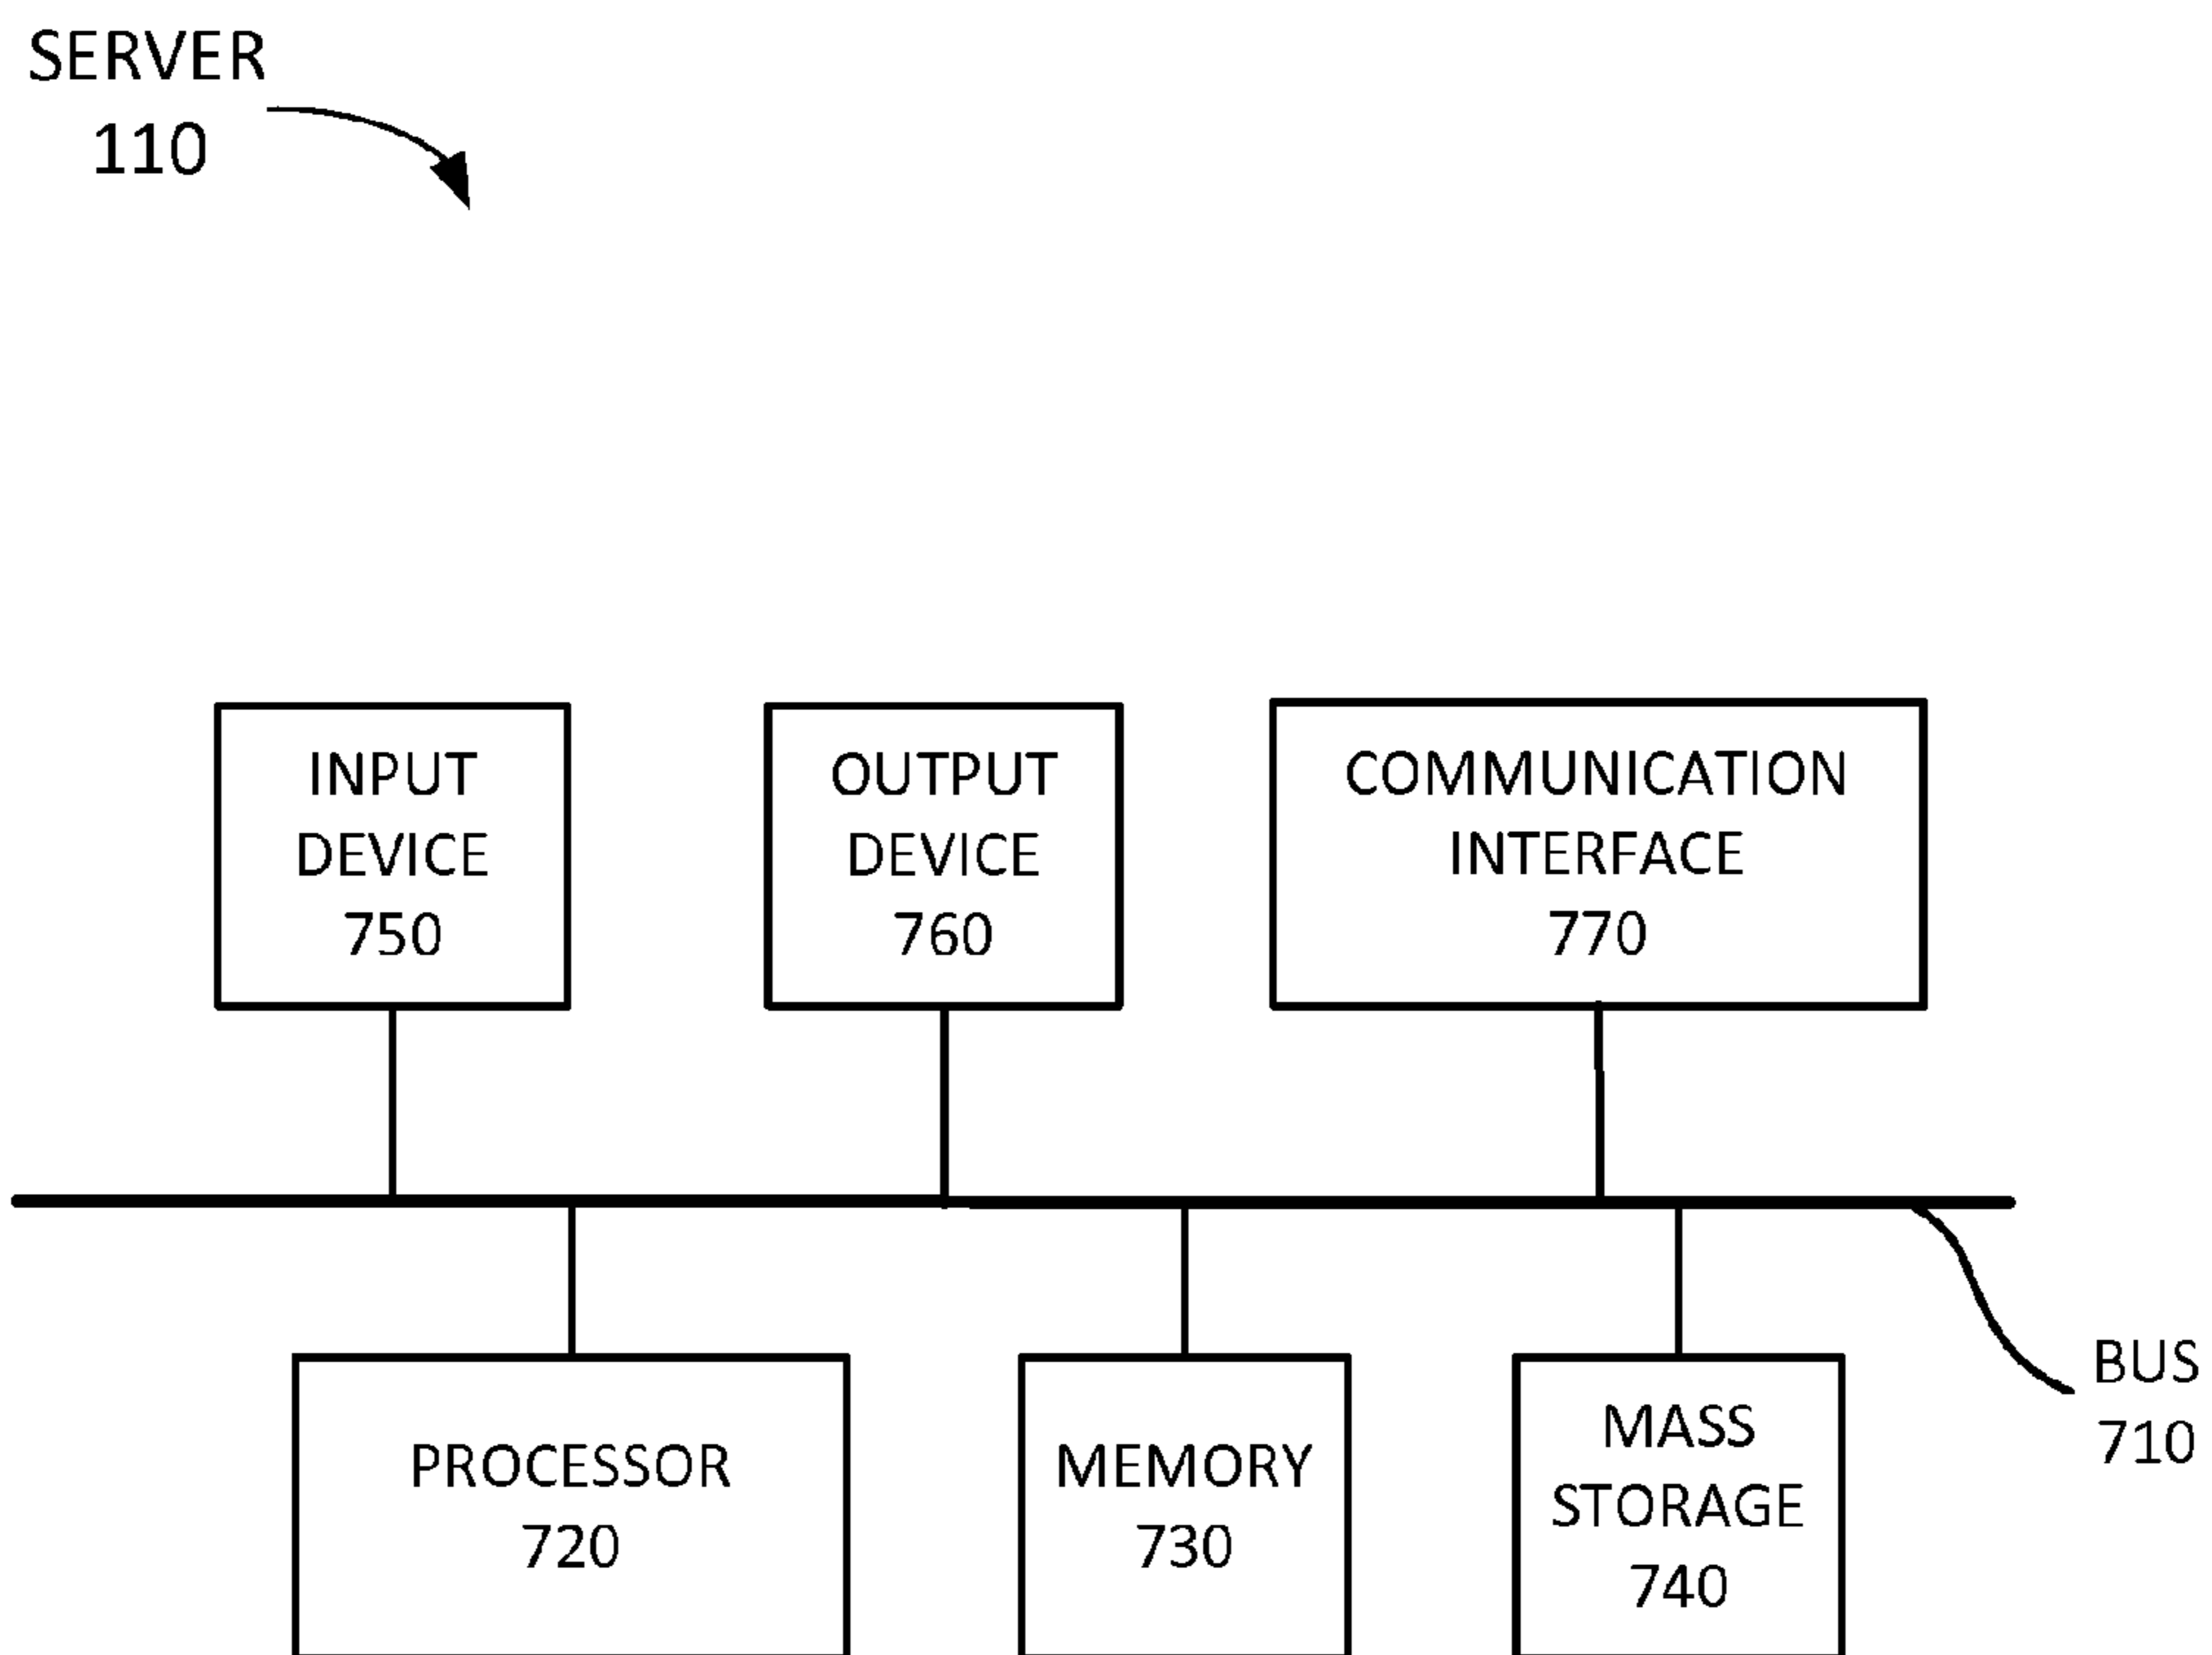 SERVER
110
INPUT
DEVICE
750
OUTPUT
DEVICE
760
COMMUNICATION
INTERFACE
770
PROCESSOR
720
MEMORY
730
MASS
STORAGE
740
BUS
710